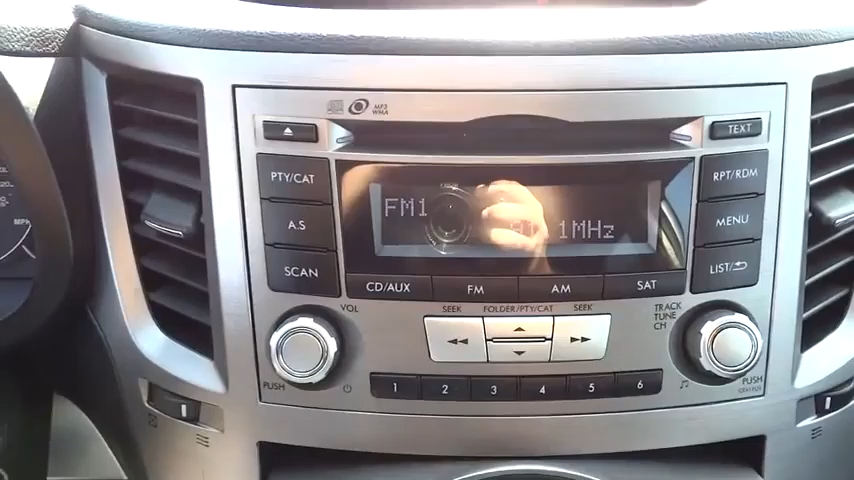 MP3
WMA
TEXT
PTY/CAT
RPT/RDM
FM1
MHz
A.S
MENU
SCAN
LIST/
CD/AUX
FM
AM
SAT
VOL
SEEK
FOLDER/PTY/CAT
SEEK
TRACK
TUNE
CH
PUSH
1
2
3
4
5
6
PUSH
MPH